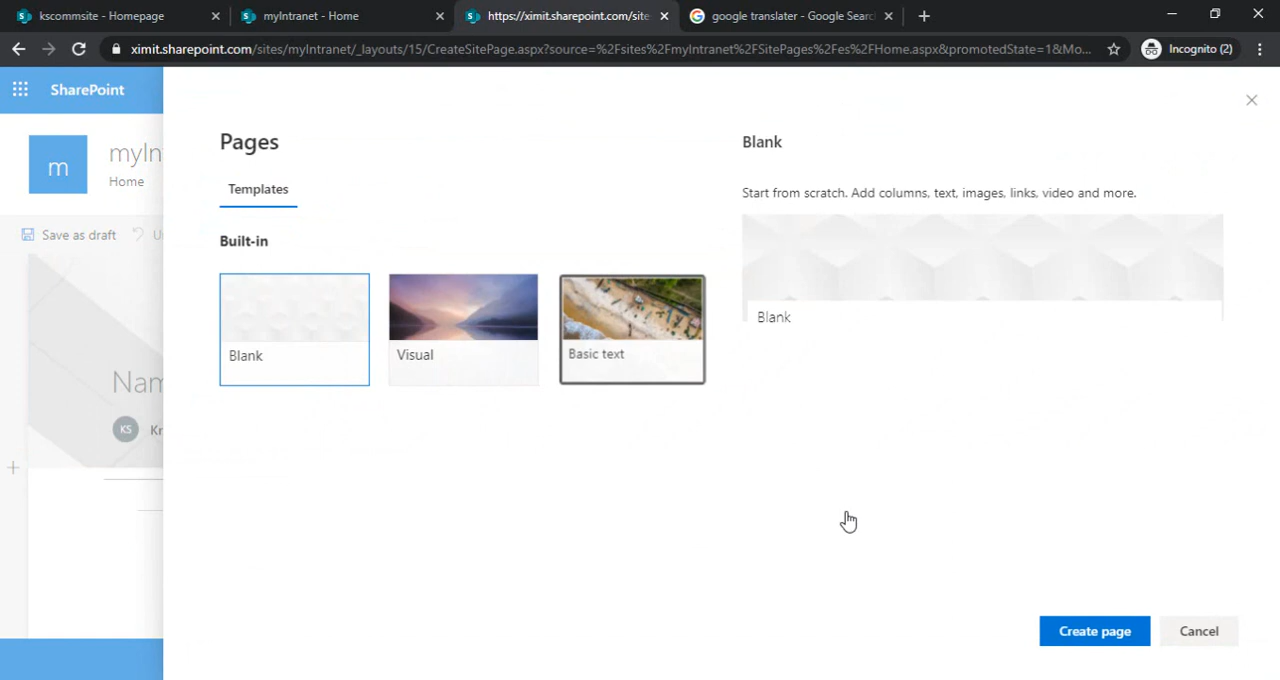 kscommsite - Homepage
myIntranet - Home
https://ximit.sharepoint.com/site
google translater - Google Searc
ximit.sharepoint.com/sites/myIntranet/_layouts/15/CreateSitePage.aspx?source=%2Fsites%2FmyIntranet%2FSitePages%2Fes%2FHome.aspx&promotedState=1&Mo...
Incognito (2)
SharePoint
m
myIn
Home
Save as draft
Nam
KS
Kr
Pages
Templates
Built-in
Blank
Visual
Basic text
Blank
Start from scratch. Add columns, text, images, links, video and more.
Blank
Create page
Cancel